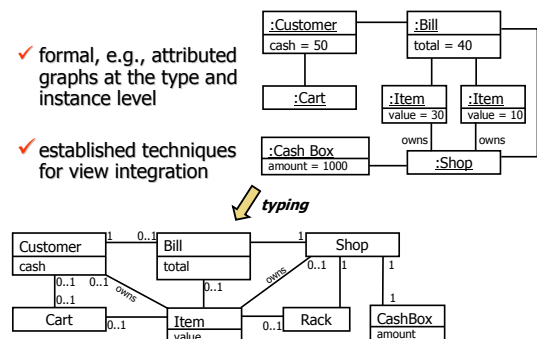 :Customer
cash = 50
:Bill
total = 40
✓ formal, e.g., attributed
graphs at the type and
instance level
:Cart
:Item
value = 30
:Item
value = 10
owns
owns
✓ established techniques
for view integration
:Cash Box
amount = 1000
:Shop
typing
Customer
cash
1
0..1
Bill
total
1
Shop
0..1
0..1
0..1
owns
0..1
owns
0..1
1
1
Cart
0..1
Item
value
0..1
Rack
1
CashBox
amount